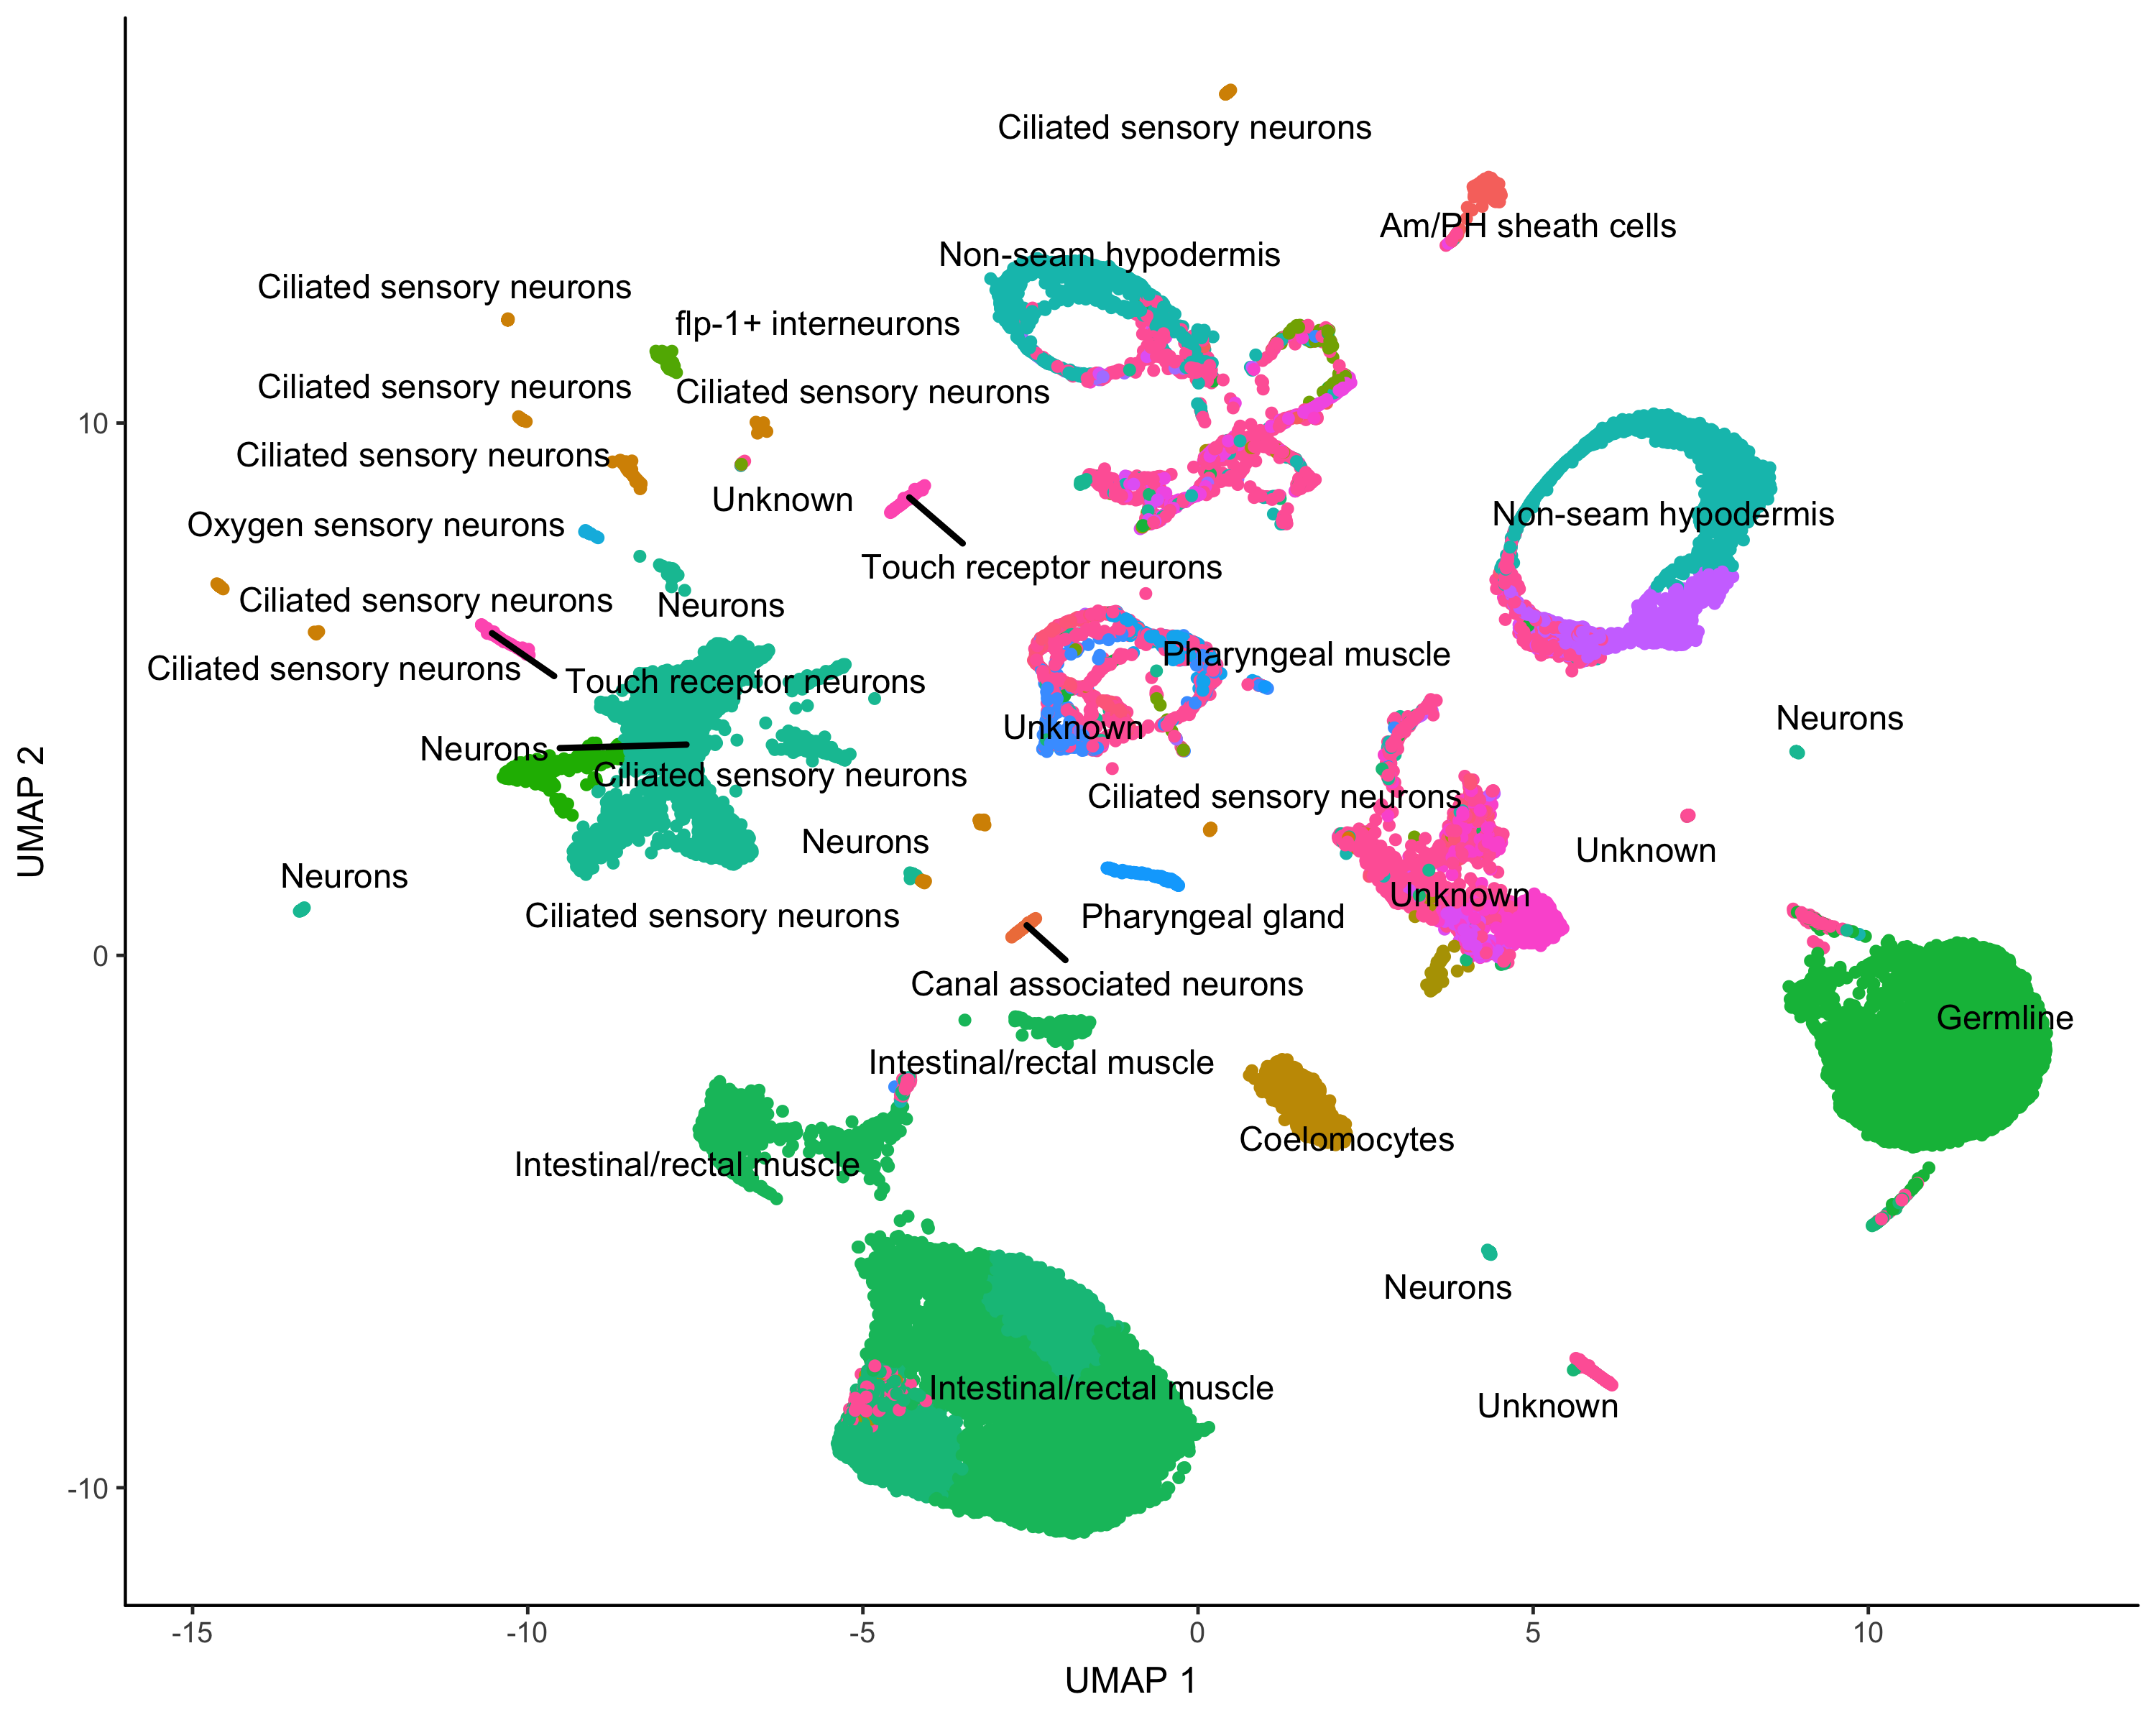 Ciliated sensory neurons
Am/PH sheath cells
Non-seam hypodermis
Ciliated sensory neurons
flp-1+ interneurons
Ciliated sensory neurons
Ciliated sensory neurons
10
Ciliated sensory neurons
Unknown
Non-seam hypodermis
Oxygen sensory neurons
Touch receptor neurons
Ciliated sensory neurons
Neurons
Pharyngeal muscle
Ciliated sensory neurons
Touch receptor neurons
Neurons
Unknown
Neurons
Ciliated sensory neurons
Ciliated sensory neurons
UMAP 2
Neurons
Unknown
Neurons
Unknown
Ciliated sensory neurons
Pharyngeal gland
0
Canal associated neurons
Germline
Intestinal/rectal muscle
Coelomocytes
Intestinal/rectal muscle
Neurons
Intestinal/rectal muscle
Unknown
-10
-15
-10
-5
0
5
10
UMAP 1